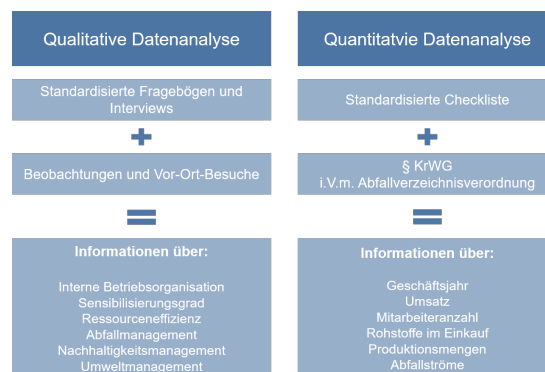 Qualitative Datenanalyse
Standardisierte Fragebögen und
Interviews
+
Beobachtungen und Vor-Ort-Besuche
=
Informationen über:
Interne Betriebsorganisation
Sensibilisierungsgrad
Ressourceneffizienz
Abfallmanagement
Nachhaltigkeitsmanagement
Umweltmanagement
Quantitatvie Datenanalyse
Standardisierte Checkliste
+
§ KrWG
i.V.m. Abfallverzeichnisverordnung
=
Informationen über:
Geschäftsjahr
Umsatz
Mitarbeiteranzahl
Rohstoffe im Einkauf
Produktionsmengen
Abfallströme